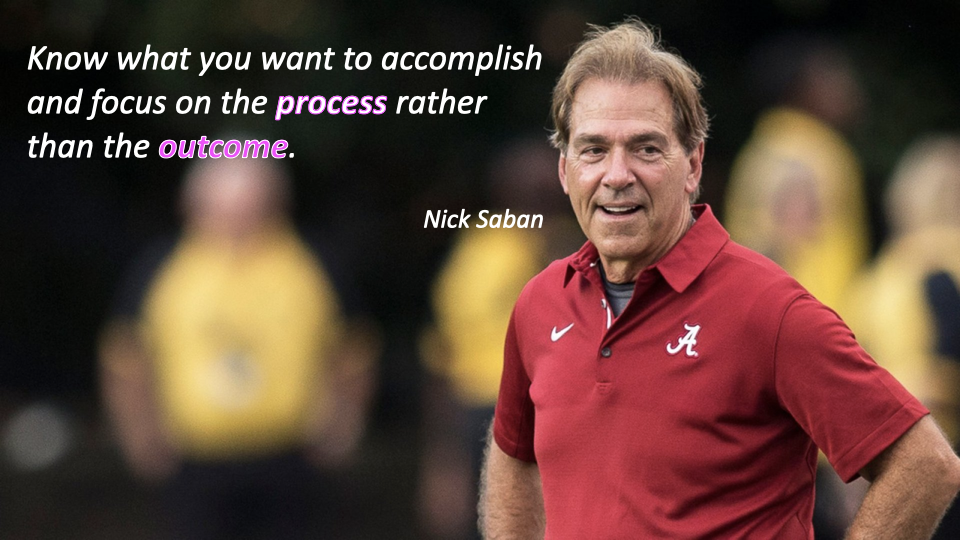 Know what you want to accomplish
and focus on the process rather
than the outcome.
Nick Saban
A